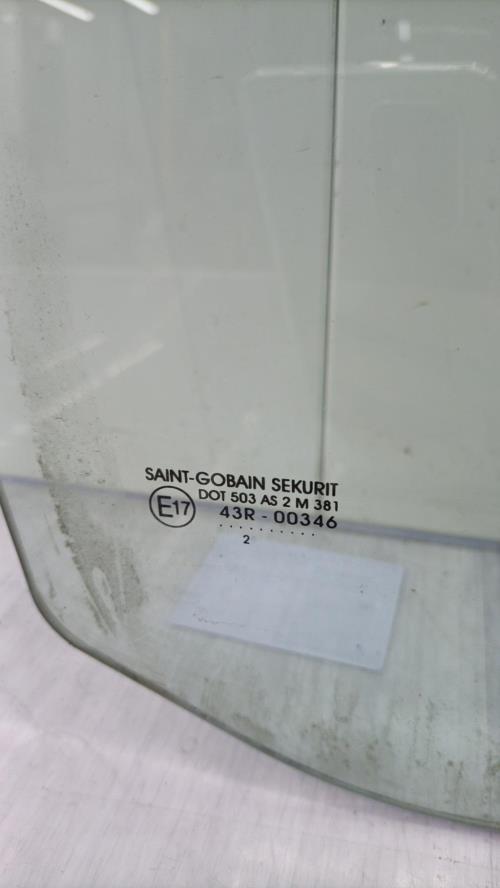 SAINT-GOBAIN SEKURIT
DOT 503 AS 2 M 381
E17 43R - 00346
. . . . . . . . . .
2